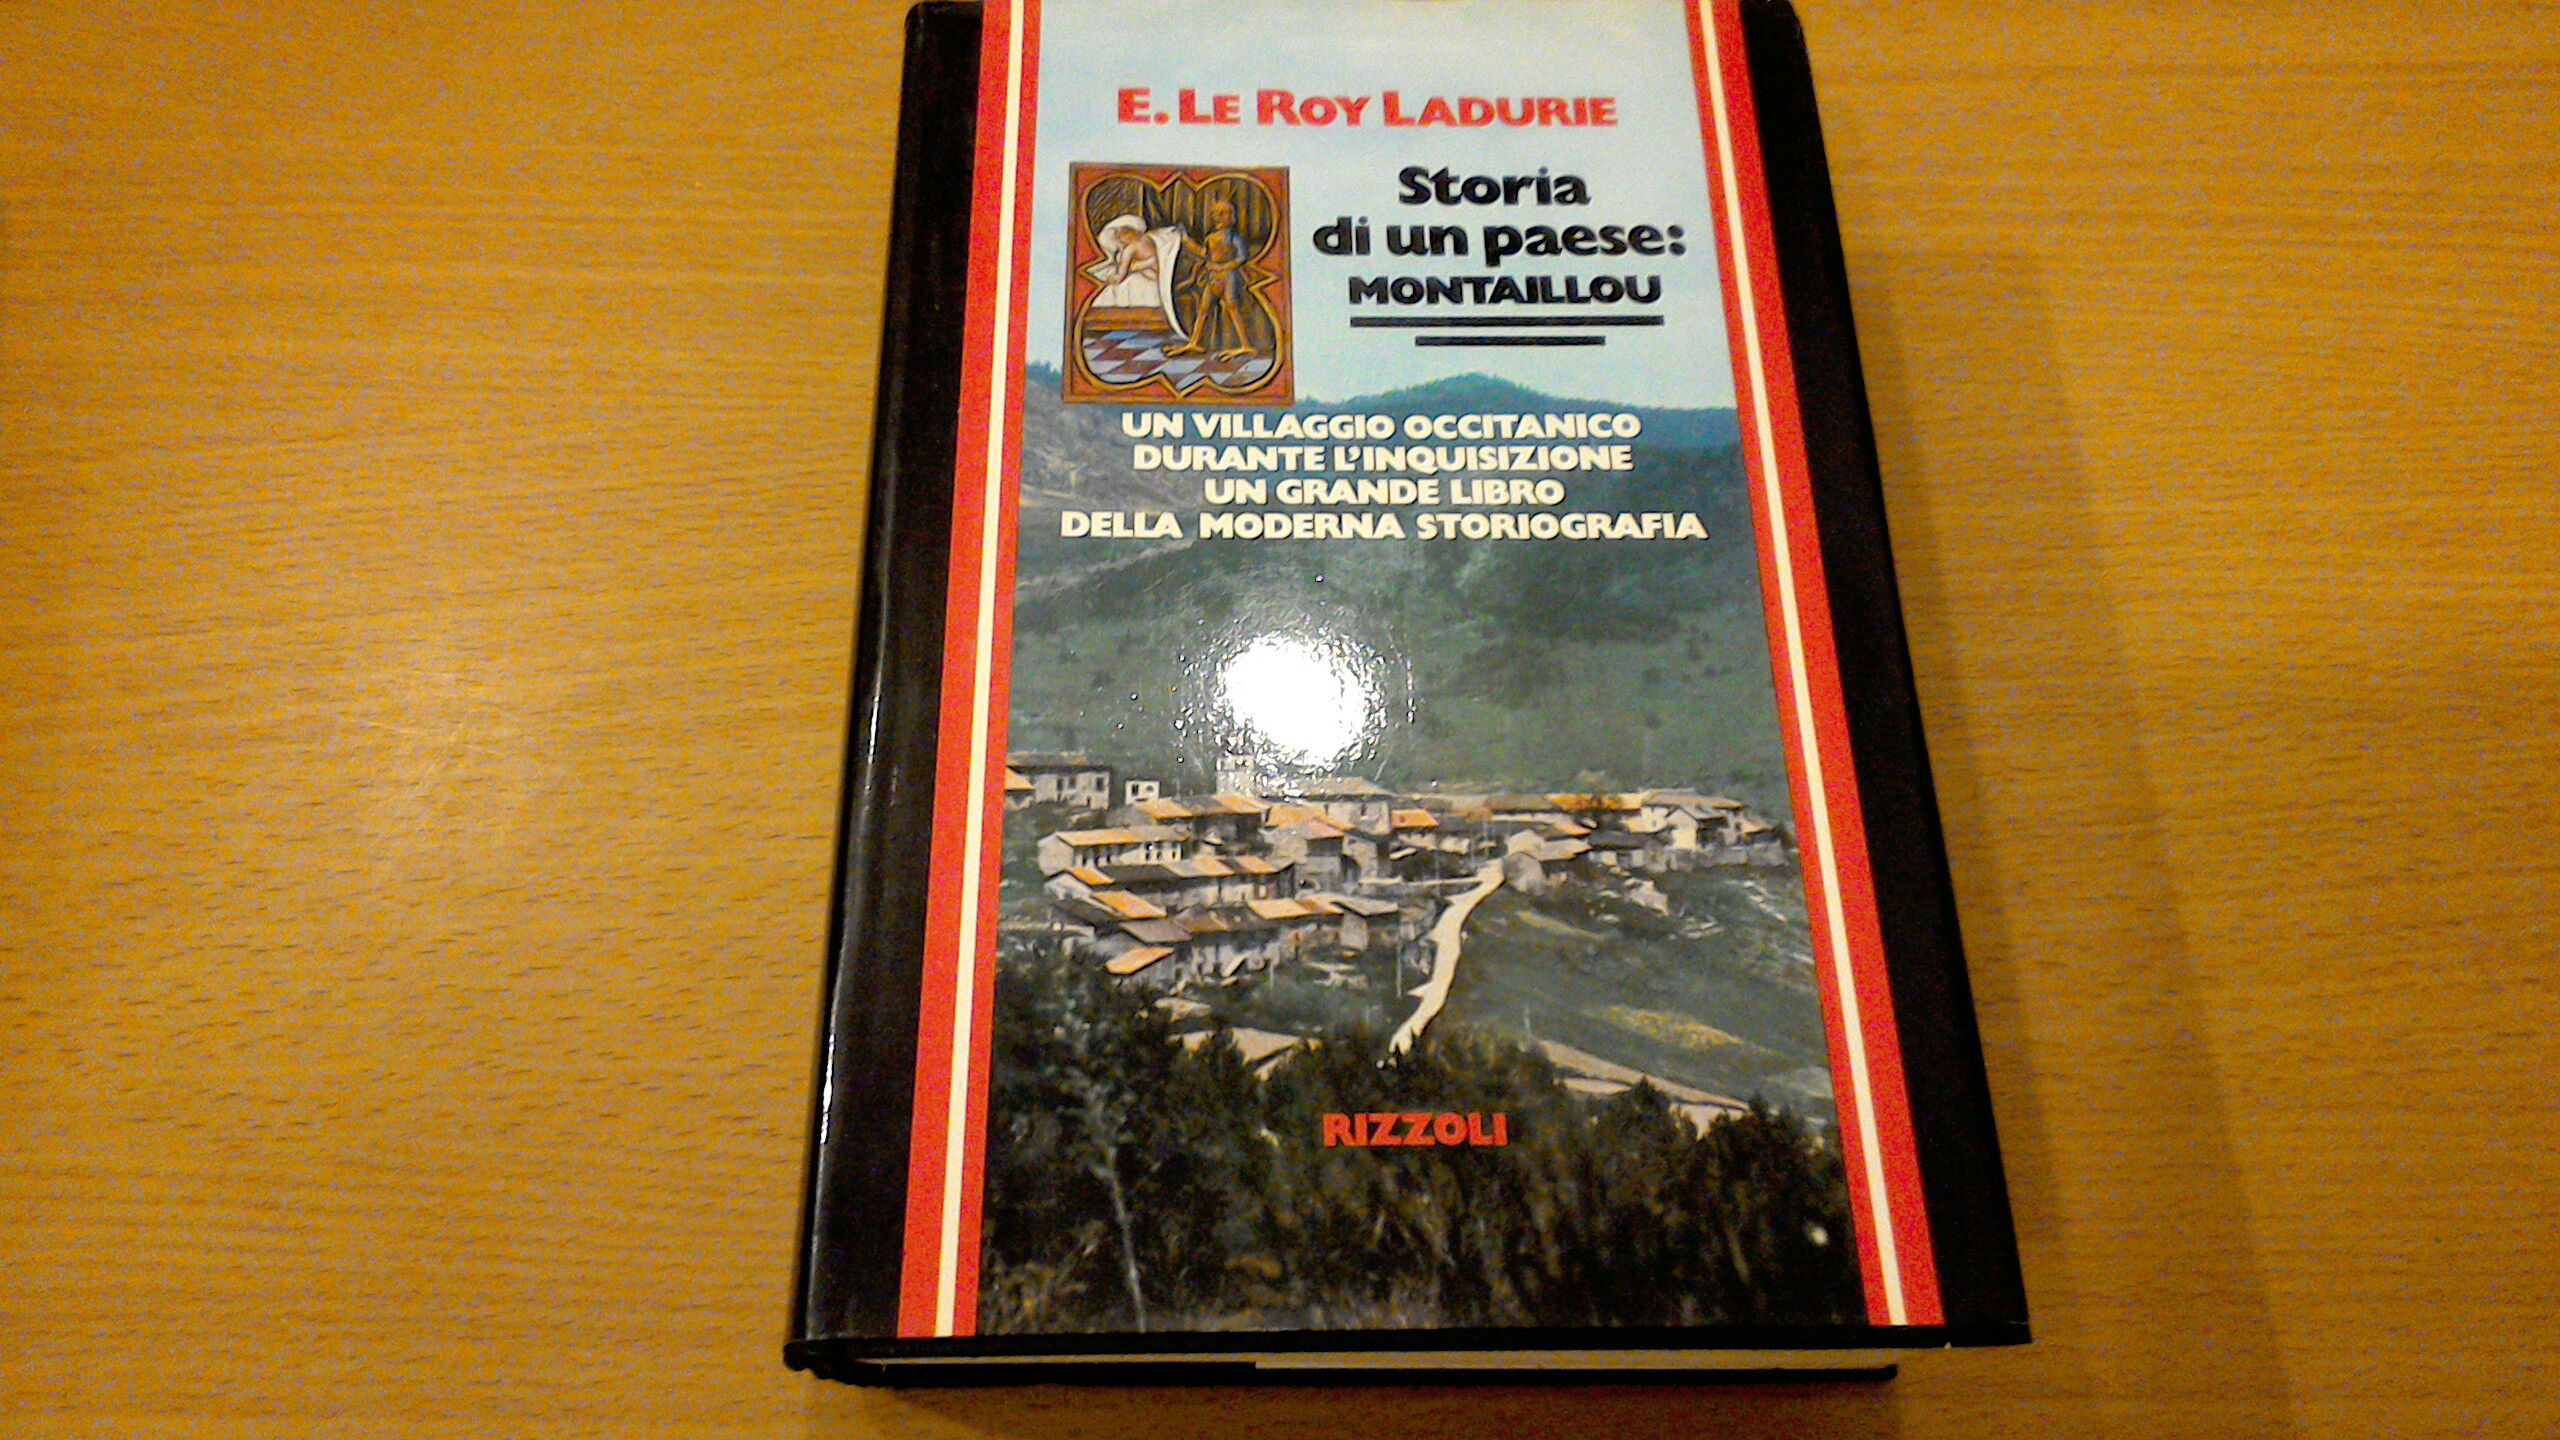 E. LE ROY LADURIE
Storia
di un paese:
MONTAILLOU
UN VILLAGGIO OCCITANICO
DURANTE L'INQUISIZIONE
UN GRANDE LIBRO
DELLA MODERNA STORIOGRAFIA
RIZZOLI